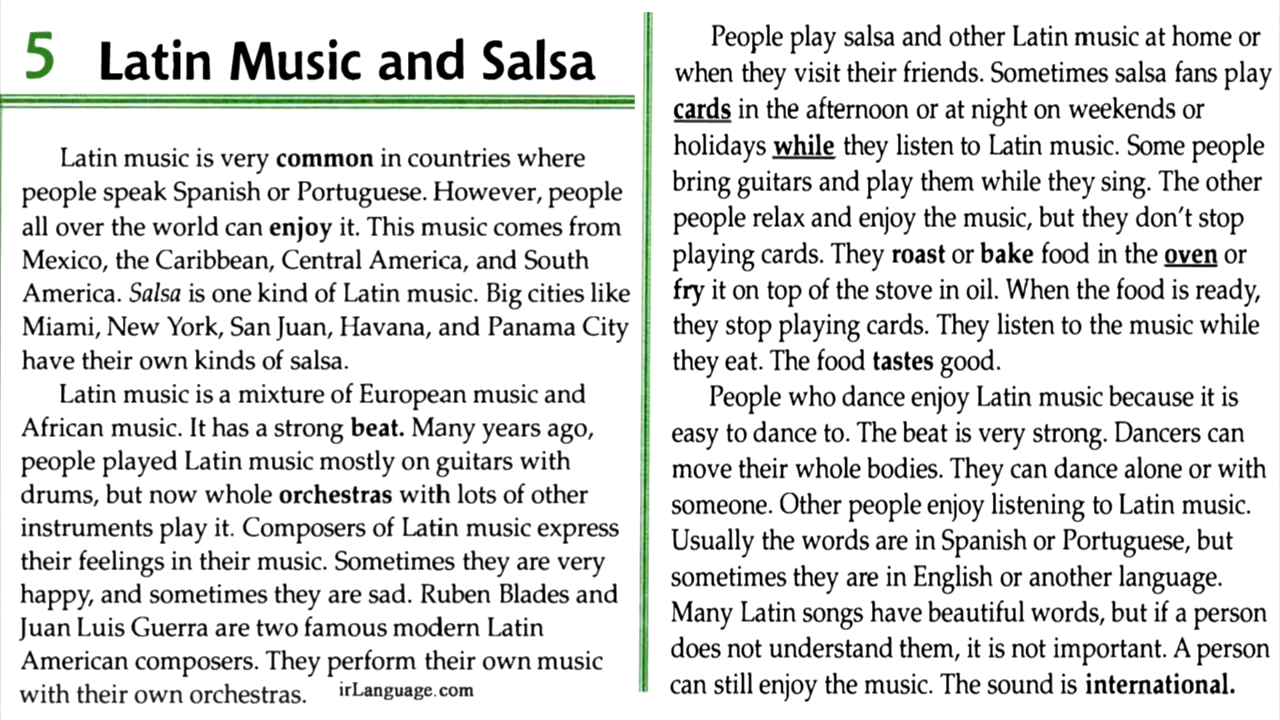 5 Latin Music and Salsa
Latin music is very common in countries where
people speak Spanish or Portuguese. However, people
all over the world can enjoy it. This music comes from
Mexico, the Caribbean, Central America, and South
America. Salsa is one kind of Latin music. Big cities like
Miami, New York, San Juan, Havana, and Panama City
have their own kinds of salsa.
Latin music is a mixture of European music and
African music. It has a strong beat. Many years ago,
people played Latin music mostly on guitars with
drums, but now whole orchestras with lots of other
instruments play it. Composers of Latin music express
their feelings in their music. Sometimes they are very
happy, and sometimes they are sad. Ruben Blades and
Juan Luis Guerra are two famous modern Latin
American composers. They perform their own music
with their own orchestras.
irLanguage.com
People play salsa and other Latin music at home or
when they visit their friends. Sometimes salsa fans play
cards in the afternoon or at night on weekends or
holidays while they listen to Latin music. Some people
bring guitars and play them while they sing. The other
people relax and enjoy the music, but they don't stop
playing cards. They roast or bake food in the oven or
fry it on top of the stove in oil. When the food is ready,
they stop playing cards. They listen to the music while
they eat. The food tastes good.
People who dance enjoy Latin music because it is
easy to dance to. The beat is very strong. Dancers can
move their whole bodies. They can dance alone or with
someone. Other people enjoy listening to Latin music.
Usually the words are in Spanish or Portuguese, but
sometimes they are in English or another language.
Many Latin songs have beautiful words, but if a person
does not understand them, it is not important. A person
can still enjoy the music. The sound is international.